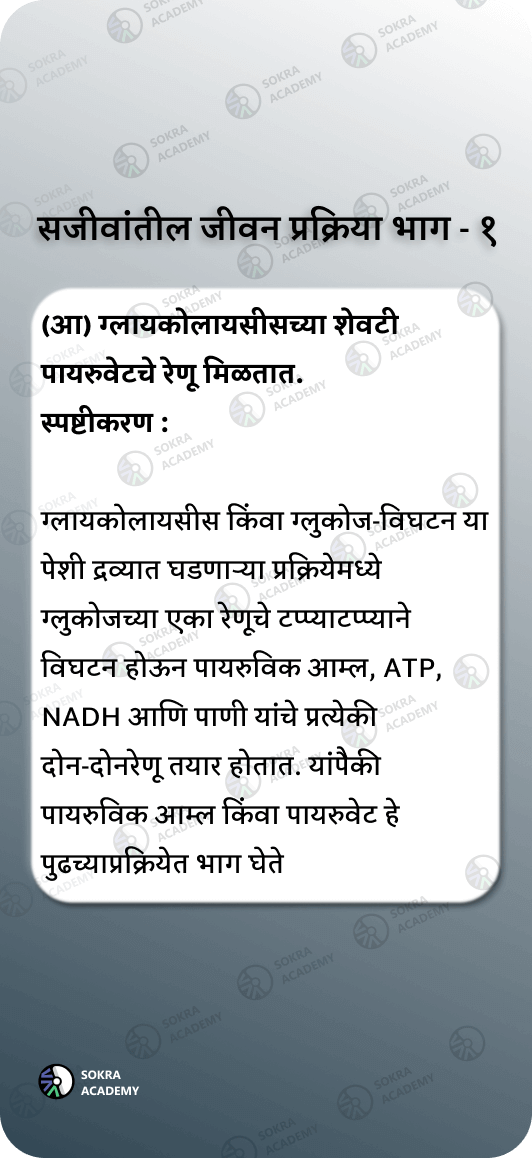 सजीवांतील जीवन प्रक्रिया भाग - १
(आ) ग्लायकोलायसीसच्या शेवटी
पायरुवेटचे रेणू मिळतात.
स्पष्टीकरण :
ग्लायकोलायसीस किंवा ग्लुकोज-विघटन या
पेशी द्रव्यात घडणाऱ्या प्रक्रियेमध्ये
ग्लुकोजच्या एका रेणूचे टप्प्याटप्प्याने
विघटन होऊन पायरुविक आम्ल, ATP,
NADH आणि पाणी यांचे प्रत्येकी
दोन-दोनरेणू तयार होतात. यांपैकी
पायरुविक आम्ल किंवा पायरुवेट हे
पुढच्याप्रक्रियेत भाग घेते
SOKRA
ACADEMY